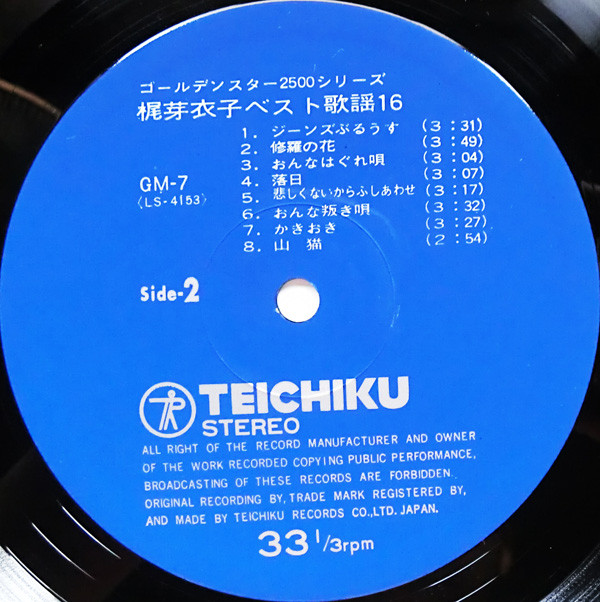 ゴールデンスター2500シリーズ
梶芽衣子ベスト歌謡16
1. ジーンズぶるうす (3:31)
2. 修羅の花 (3:49)
3. おんなはぐれ唄 (3:04)
4. 落日 (3:07)
5. 悲しくないからふしあわせ (3:17)
6. おんな叛き唄 (3:32)
7. かきおき (3:27)
8. 山 猫 (2:54)
GM-7
〈LS-4153〉
Side-2
TEICHIKU
STEREO
ALL RIGHT OF THE RECORD MANUFACTURER AND OWNER
OF THE WORK RECORDED COPYING PUBLIC PERFORMANCE,
BROADCASTING OF THESE RECORDS ARE FORBIDDEN.
ORIGINAL RECORDING BY, TRADE MARK REGISTERED BY,
AND MADE BY TEICHIKU RECORDS CO.,LTD. JAPAN.
33 1/3rpm